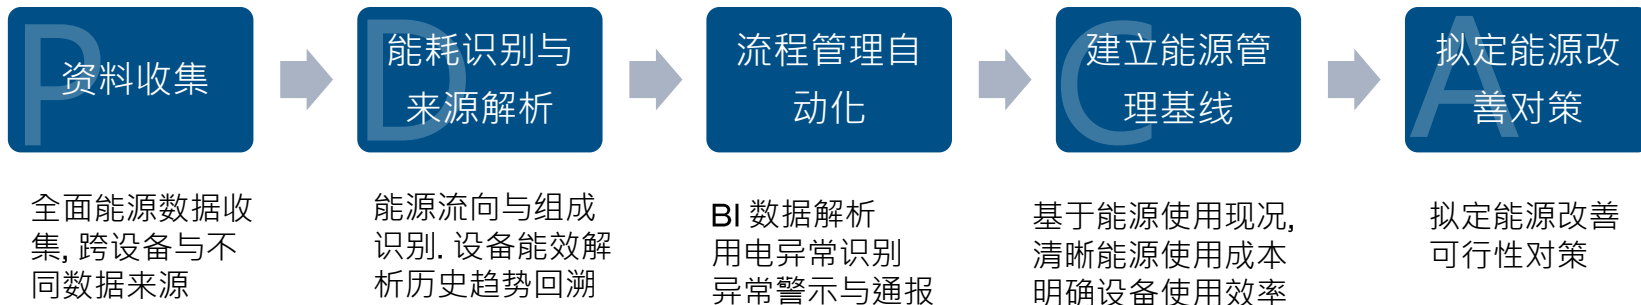 P
资料收集
D
能耗识别与
来源解析
流程管理自
动化
C
建立能源管
理基线
A
拟定能源改
善对策
全面能源数据收
集, 跨设备与不
同数据来源
能源流向与组成
识别. 设备能效解
析历史趋势回溯
BI 数据解析
用电异常识别
异常警示与通报
基于能源使用现况,
清晰能源使用成本
明确设备使用效率
拟定能源改善
可行性对策